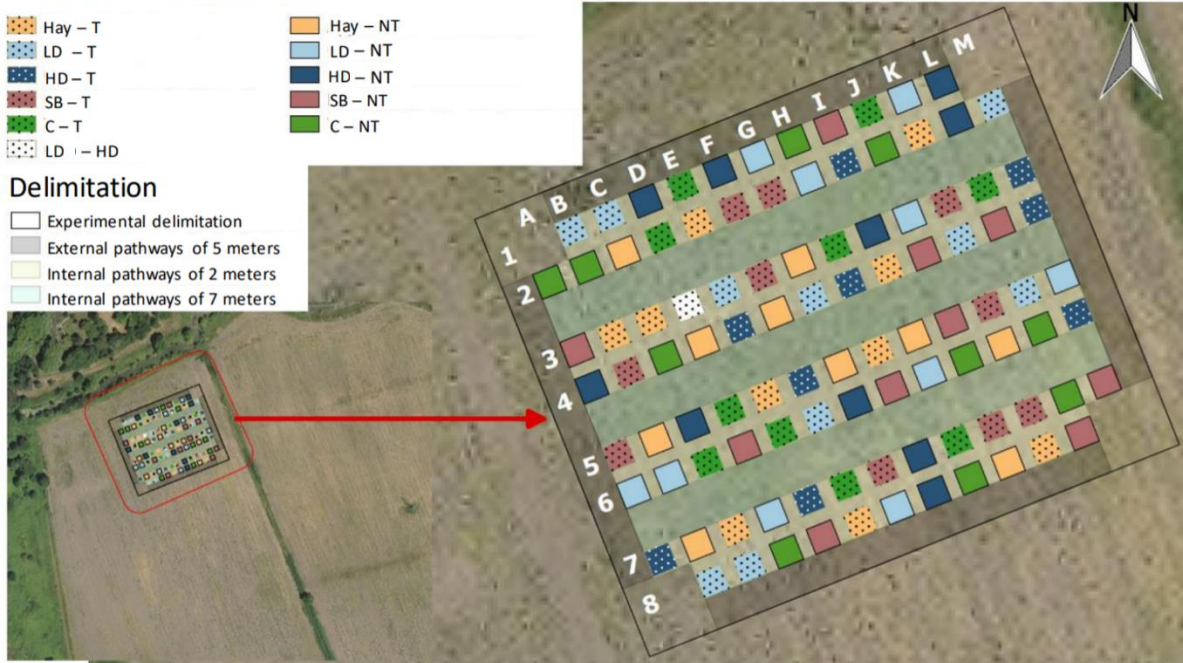 Hay – T
LD – T
HD – T
SB – T
C – T
LD – HD
Hay – NT
LD – NT
HD – NT
SB – NT
C – NT
Delimitation
Experimental delimitation
External pathways of 5 meters
Internal pathways of 2 meters
Internal pathways of 7 meters
N
A B C D E F G H I J K L M
1
2
3
4
5
6
7
8